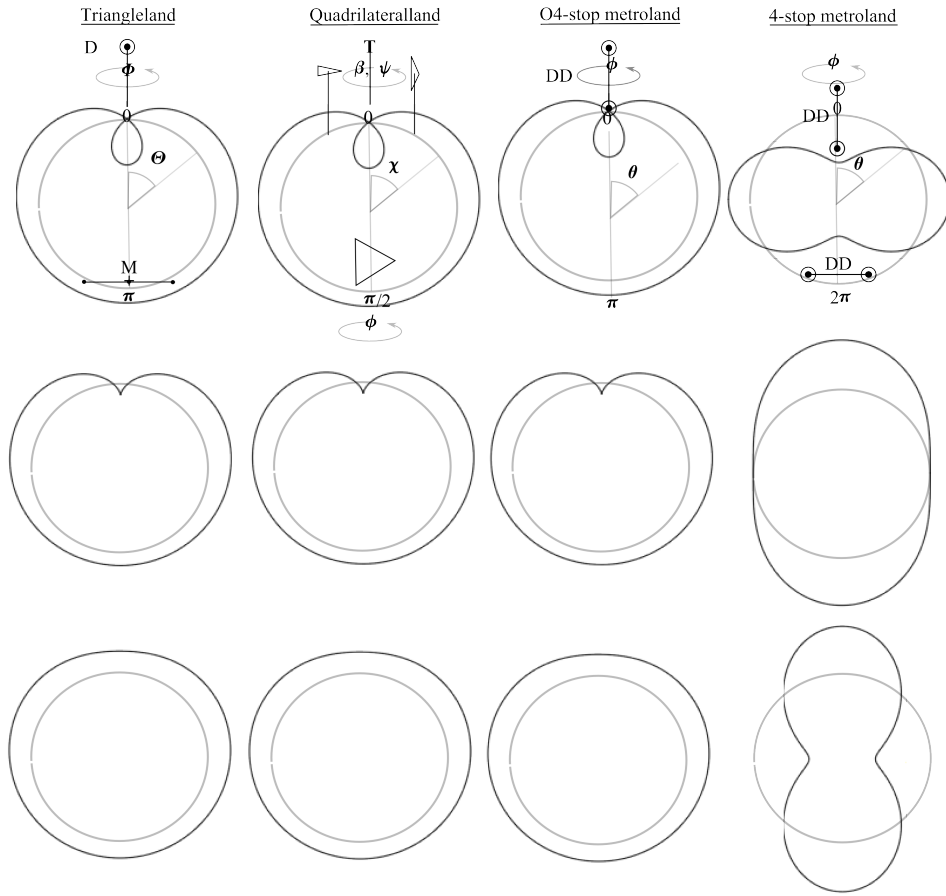 Triangleland
Quadrilateralland
O4-stop metroland
4-stop metroland
D
Φ
0
Θ
M
π
T
β, ψ
0
χ
π/2
ϕ
ϕ
DD
0
θ
π
ϕ
0
DD
θ
DD
2π